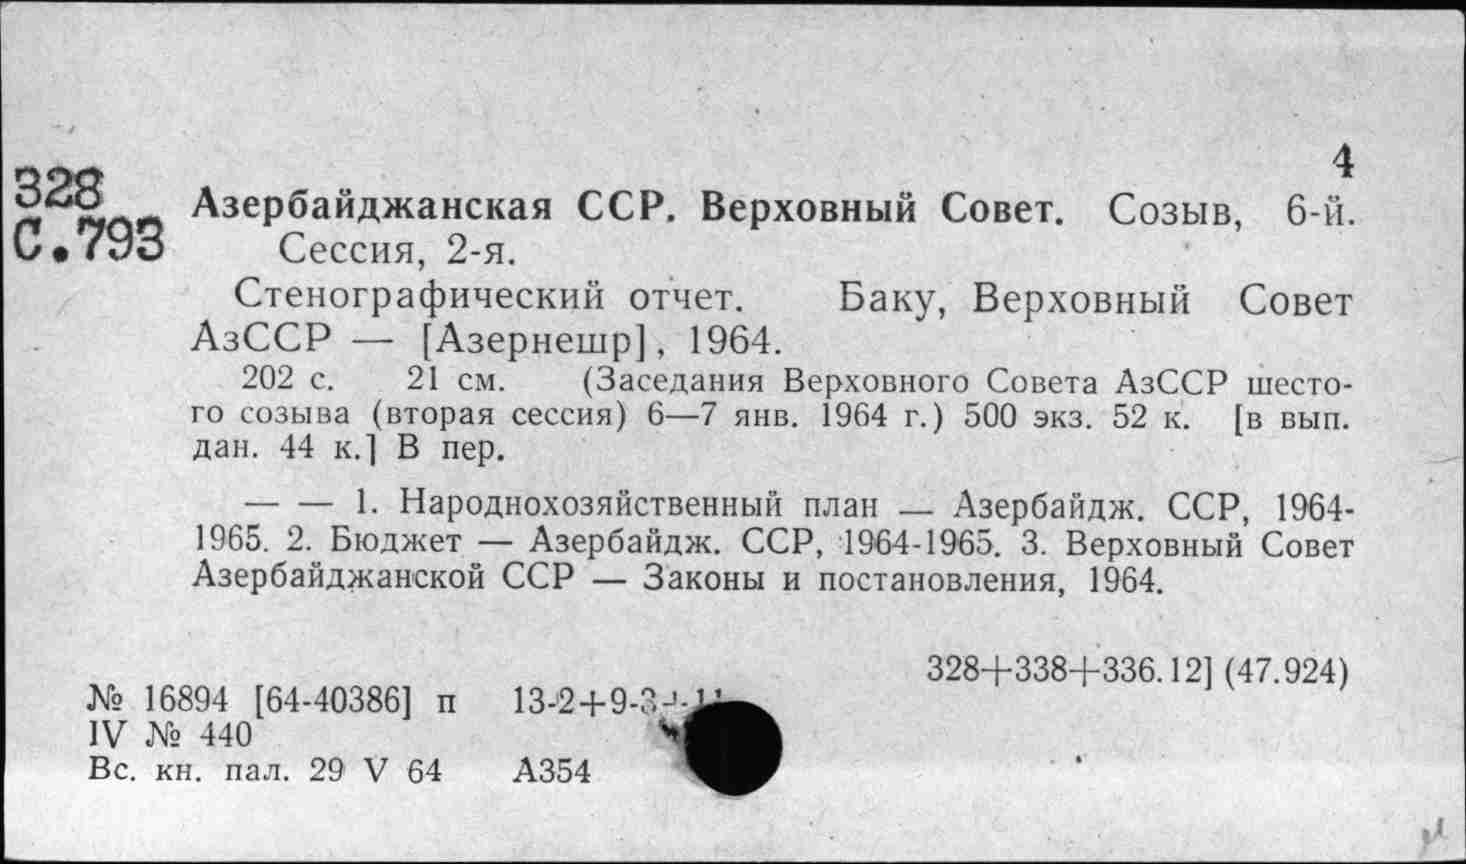 4
328
С.793
Азербайджанская ССР. Верховный Совет. Созыв, 6-й.
Сессия, 2-я.
Стенографический отчет. Баку, Верховный Совет
АзССР — [Азернешр], 1964.
202 с. 21 см. (Заседания Верховного Совета АзССР шесто-
го созыва (вторая сессия) 6—7 янв. 1964 г.) 500 экз. 52 к. [в вып.
дан. 44 к.] В пер.
— — 1. Народнохозяйственный план — Азербайдж. ССР, 1964-
1965. 2. Бюджет — Азербайдж. ССР, 1964-1965. 3. Верховный Совет
Азербайджанской ССР — Законы и постановления, 1964.
328+338+336.12] (47.924)
№ 16894 [64-40386] п 13-2+9-3
IV № 440
Вс. кн. пал. 29 V 64 А354